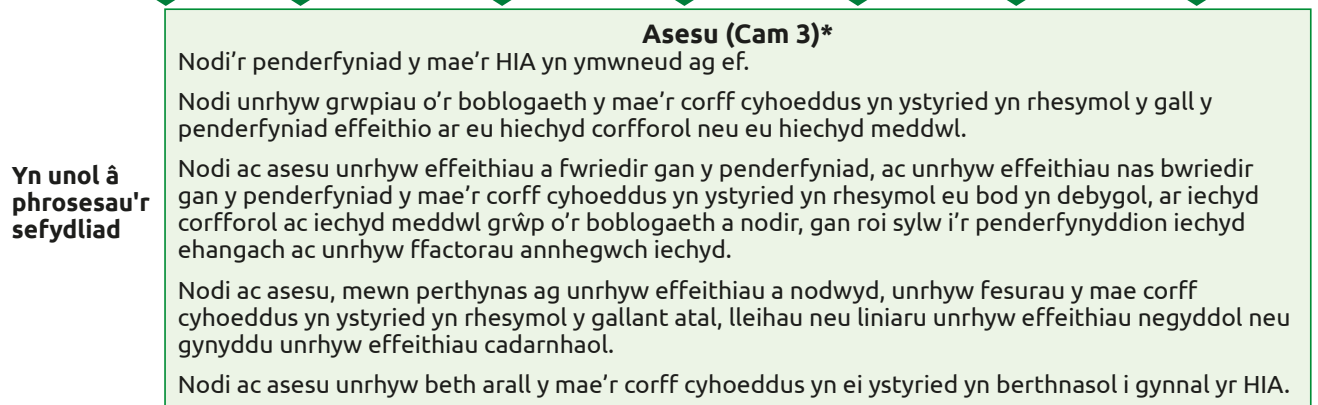 Asesu (Cam 3)*
Nodi’r penderfyniad y mae’r HIA yn ymwneud ag ef.
Nodi unrhyw grwpiau o’r boblogaeth y mae’r corff cyhoeddus yn ystyried yn rhesymol y gall y
penderfyniad effeithio ar eu hiechyd corfforol neu eu hiechyd meddwl.
Yn unol â
phrosesau'r
sefydliad
Nodi ac asesu unrhyw effeithiau a fwriedir gan y penderfyniad, ac unrhyw effeithiau nas bwriedir
gan y penderfyniad y mae’r corff cyhoeddus yn ystyried yn rhesymol eu bod yn debygol, ar iechyd
corfforol ac iechyd meddwl grŵp o’r boblogaeth a nodir, gan roi sylw i’r penderfynyddion iechyd
ehangach ac unrhyw ffactorau annhegwch iechyd.
Nodi ac asesu, mewn perthynas ag unrhyw effeithiau a nodwyd, unrhyw fesurau y mae corff
cyhoeddus yn ystyried yn rhesymol y gallant atal, lleihau neu liniaru unrhyw effeithiau negyddol neu
gynyddu unrhyw effeithiau cadarnhaol.
Nodi ac asesu unrhyw beth arall y mae’r corff cyhoeddus yn ei ystyried yn berthnasol i gynnal yr HIA.